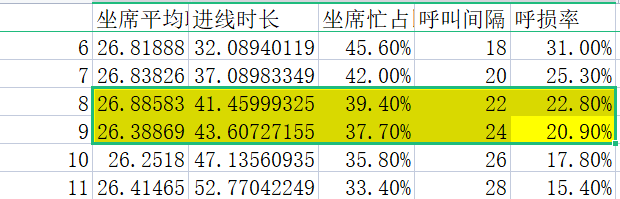 坐席平均 进线时长 坐席忙占 呼叫间隔 呼损率
6 26.81888 32.08940119 45.60% 18 31.00%
7 26.83826 37.08983349 42.00% 20 25.30%
8 26.88583 41.45999325 39.40% 22 22.80%
9 26.38869 43.60727155 37.70% 24 20.90%
10 26.2518 47.13560935 35.80% 26 17.80%
11 26.41465 52.77042249 33.40% 28 15.40%